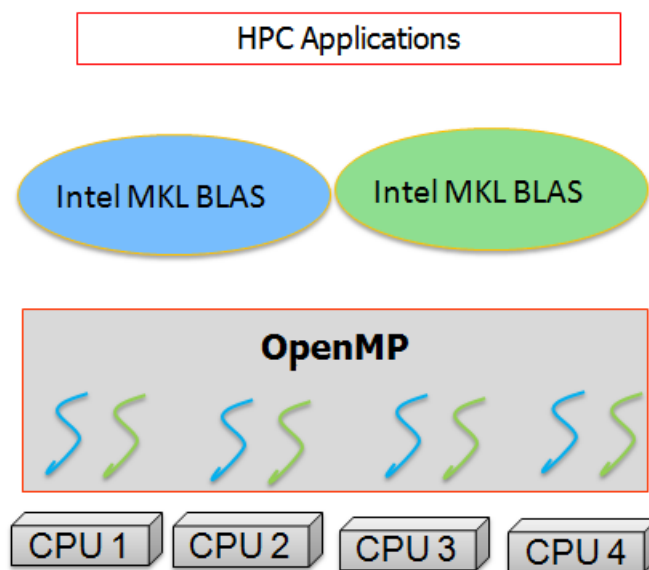 HPC Applications
Intel MKL BLAS
Intel MKL BLAS
OpenMP
CPU 1
CPU 2
CPU 3
CPU 4